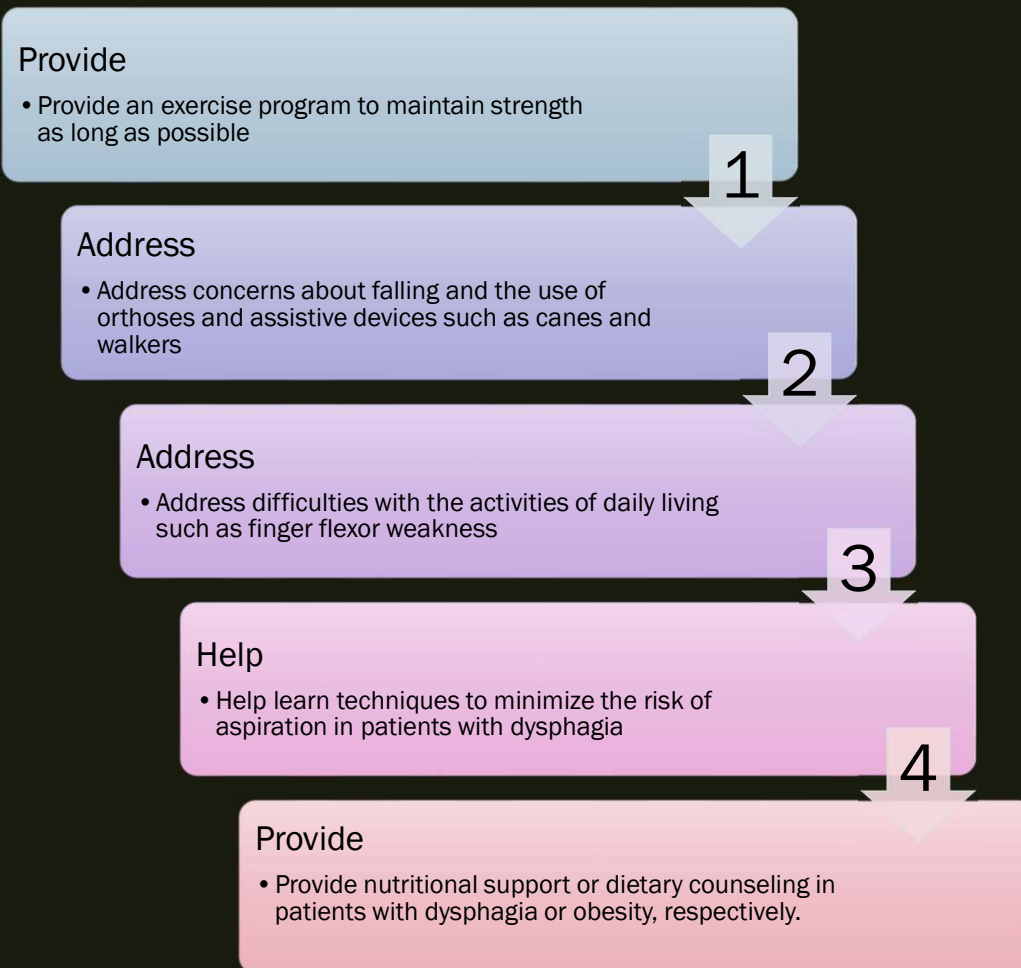 Provide
• Provide an exercise program to maintain strength
as long as possible
1
Address
• Address concerns about falling and the use of
orthoses and assistive devices such as canes and
walkers
2
Address
• Address difficulties with the activities of daily living
such as finger flexor weakness
3
Help
• Help learn techniques to minimize the risk of
aspiration in patients with dysphagia
4
Provide
• Provide nutritional support or dietary counseling in
patients with dysphagia or obesity, respectively.